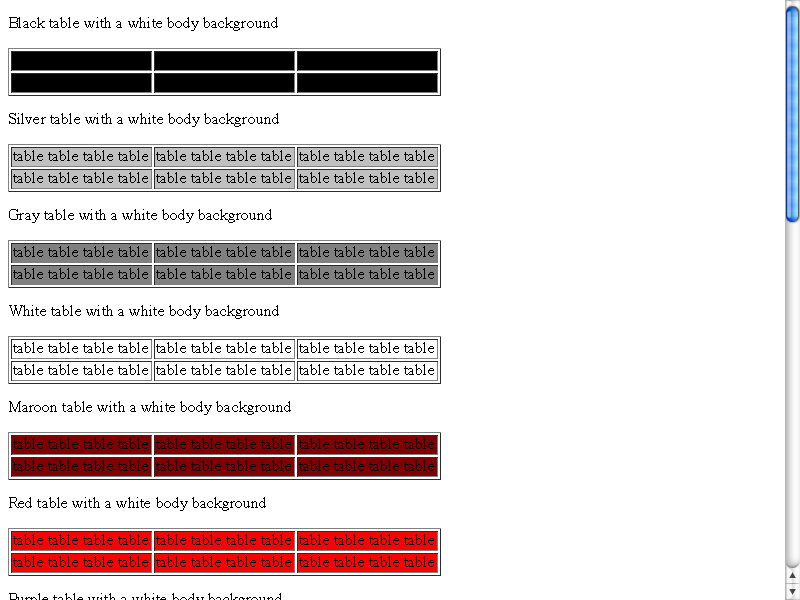 Black table with a white body background
Silver table with a white body background
table table table table table table table table table table table table
table table table table table table table table table table table table
Gray table with a white body background
table table table table table table table table table table table table
table table table table table table table table table table table table
White table with a white body background
table table table table table table table table table table table table
table table table table table table table table table table table table
Maroon table with a white body background
table table table table table table table table table table table table
table table table table table table table table table table table table
Red table with a white body background
table table table table table table table table table table table table
table table table table table table table table table table table table
Purple table with a white body background